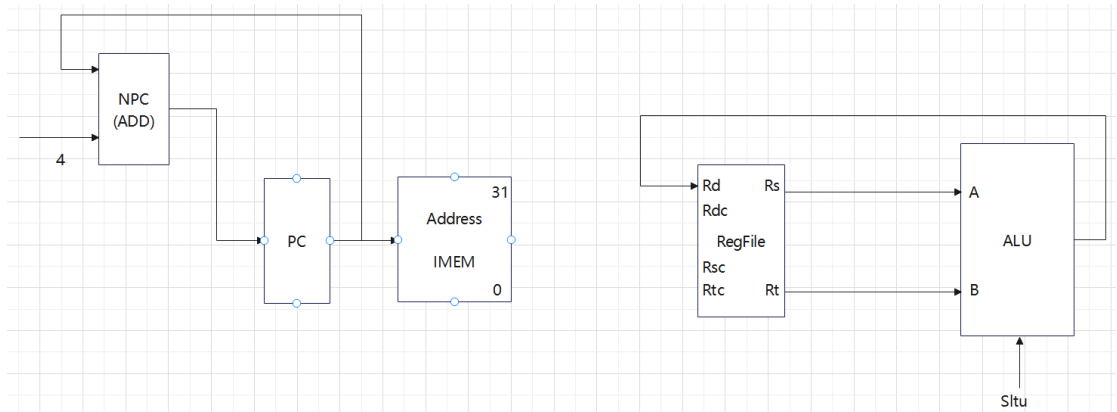 NPC
(ADD)
4
PC
31
Address
IMEM
0
Rd Rs
Rdc
RegFile
Rsc
Rtc Rt
A
ALU
B
Sltu